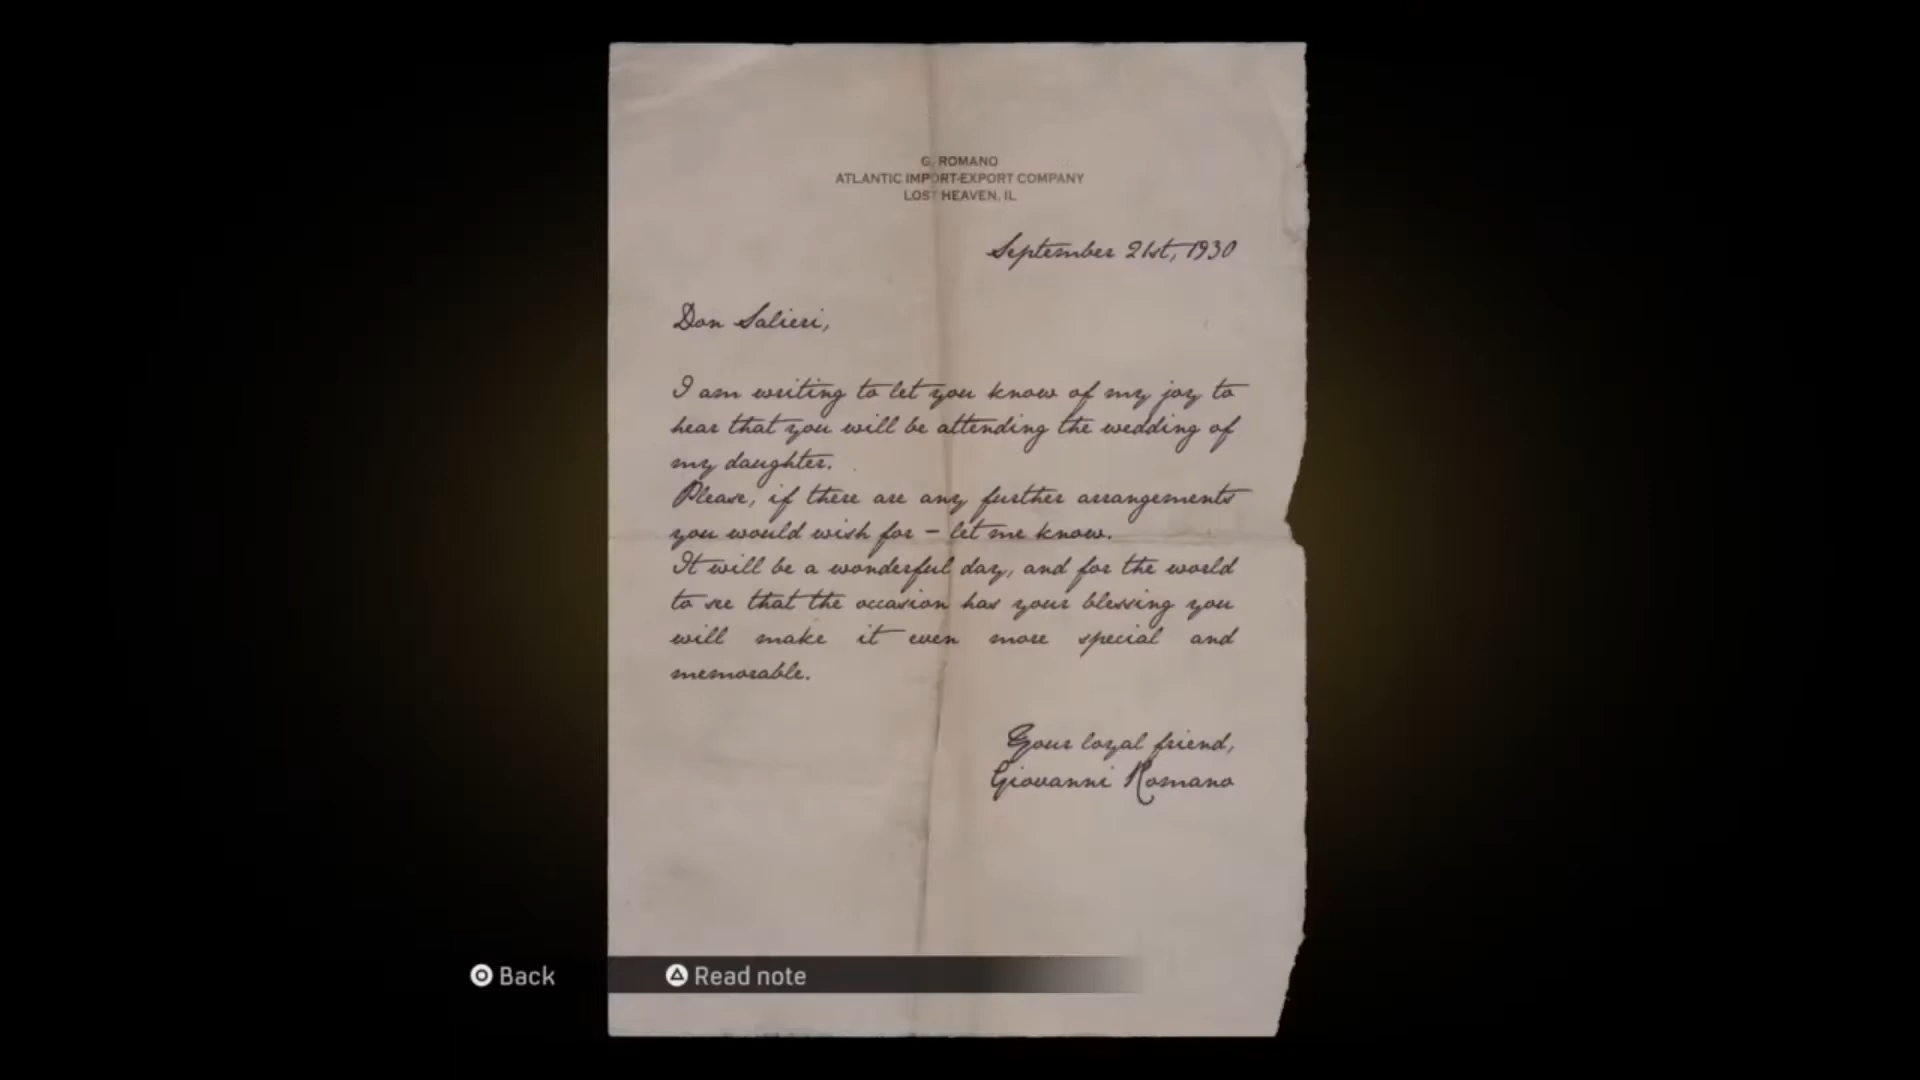 G. ROMANO
ATLANTIC IMPORT-EXPORT COMPANY
LOST HEAVEN, IL
September 21st, 1930
Don Salieri,
I am writing to let you know of my joy to
hear that you will be attending the wedding of
my daughter.
Please, if there are any further arrangements
you would wish for – let me know.
It will be a wonderful day, and for the world
to see that the occasion has your blessing you
will make it even more special and
memorable.
Your loyal friend,
Giovanni Romano
Back
Read note